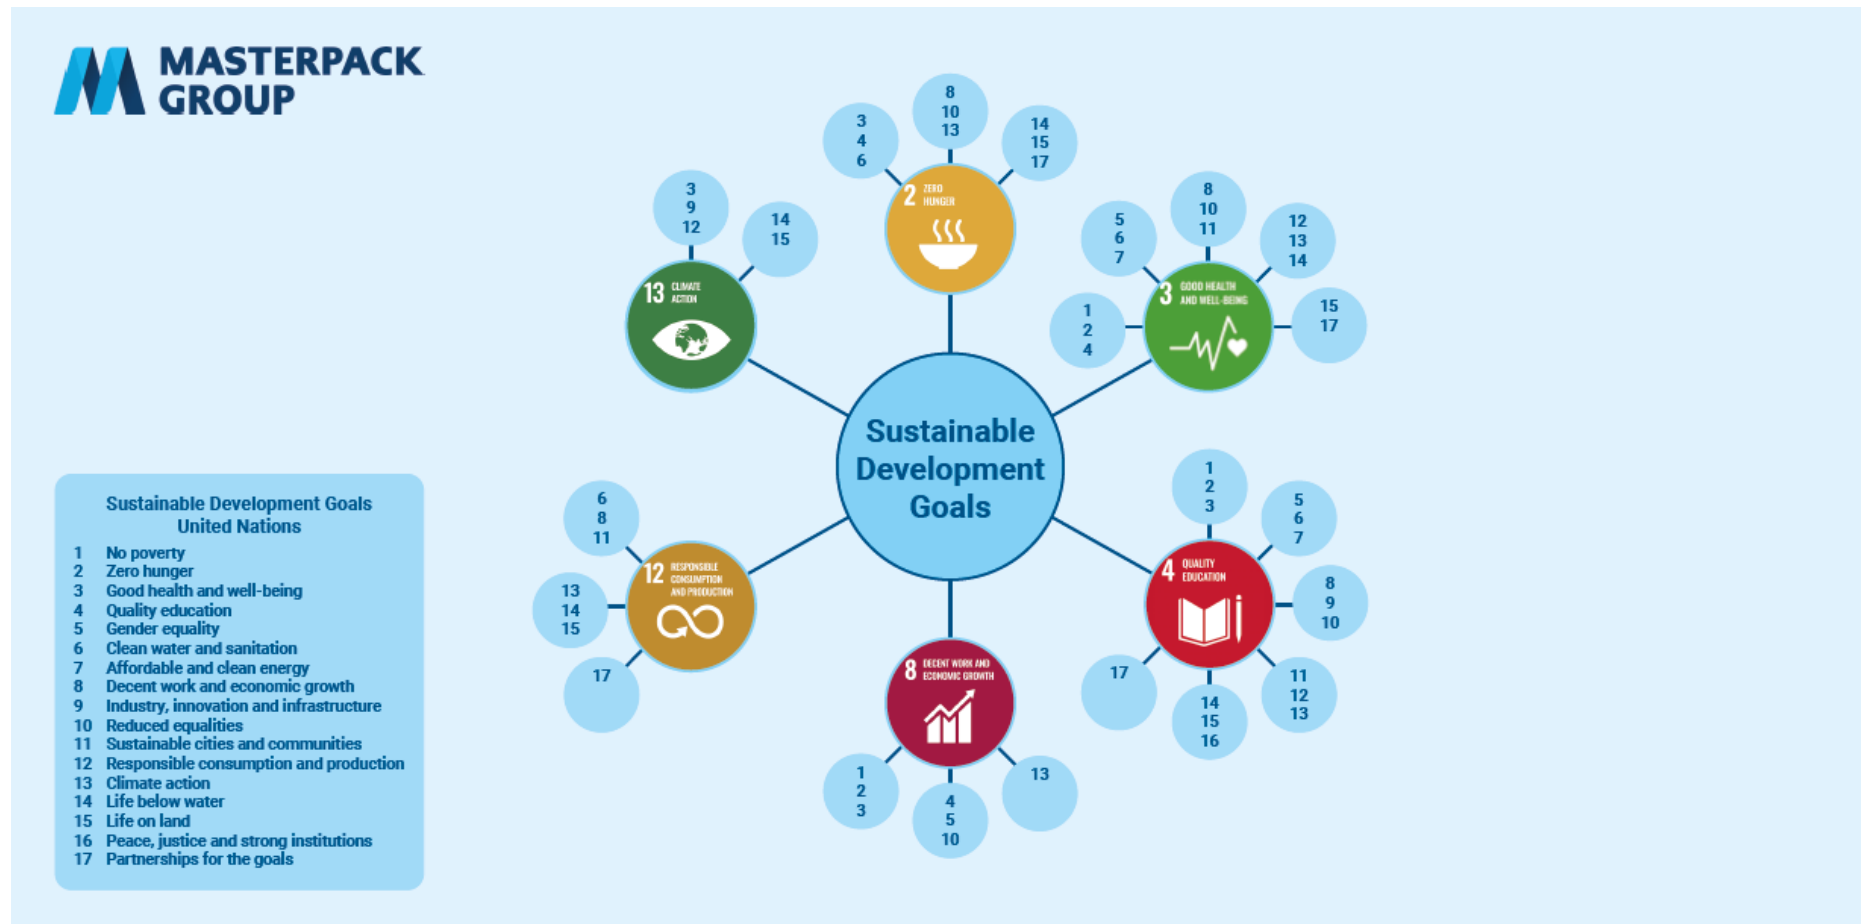 MASTERPACK
GROUP
8
10
13
3
4
6
14
15
17
2 ZERO
HUNGER
3
9
12
14
15
13 CLIMATE
ACTION
5
6
7
8
10
11
12
13
14
1
2
4
15
17
3 GOOD HEALTH
AND WELL-BEING
Sustainable
Development
Goals
1
2
3
5
6
7
8
9
10
11
12
13
14
15
16
17
4 QUALITY
EDUCATION
6
8
11
13
14
15
17
12 RESPONSIBLE
CONSUMPTION
AND PRODUCTION
8 DECENT WORK AND
ECONOMIC GROWTH
1
2
3
4
5
10
13
Sustainable Development Goals
United Nations
1 No poverty
2 Zero hunger
3 Good health and well-being
4 Quality education
5 Gender equality
6 Clean water and sanitation
7 Affordable and clean energy
8 Decent work and economic growth
9 Industry, innovation and infrastructure
10 Reduced equalities
11 Sustainable cities and communities
12 Responsible consumption and production
13 Climate action
14 Life below water
15 Life on land
16 Peace, justice and strong institutions
17 Partnerships for the goals